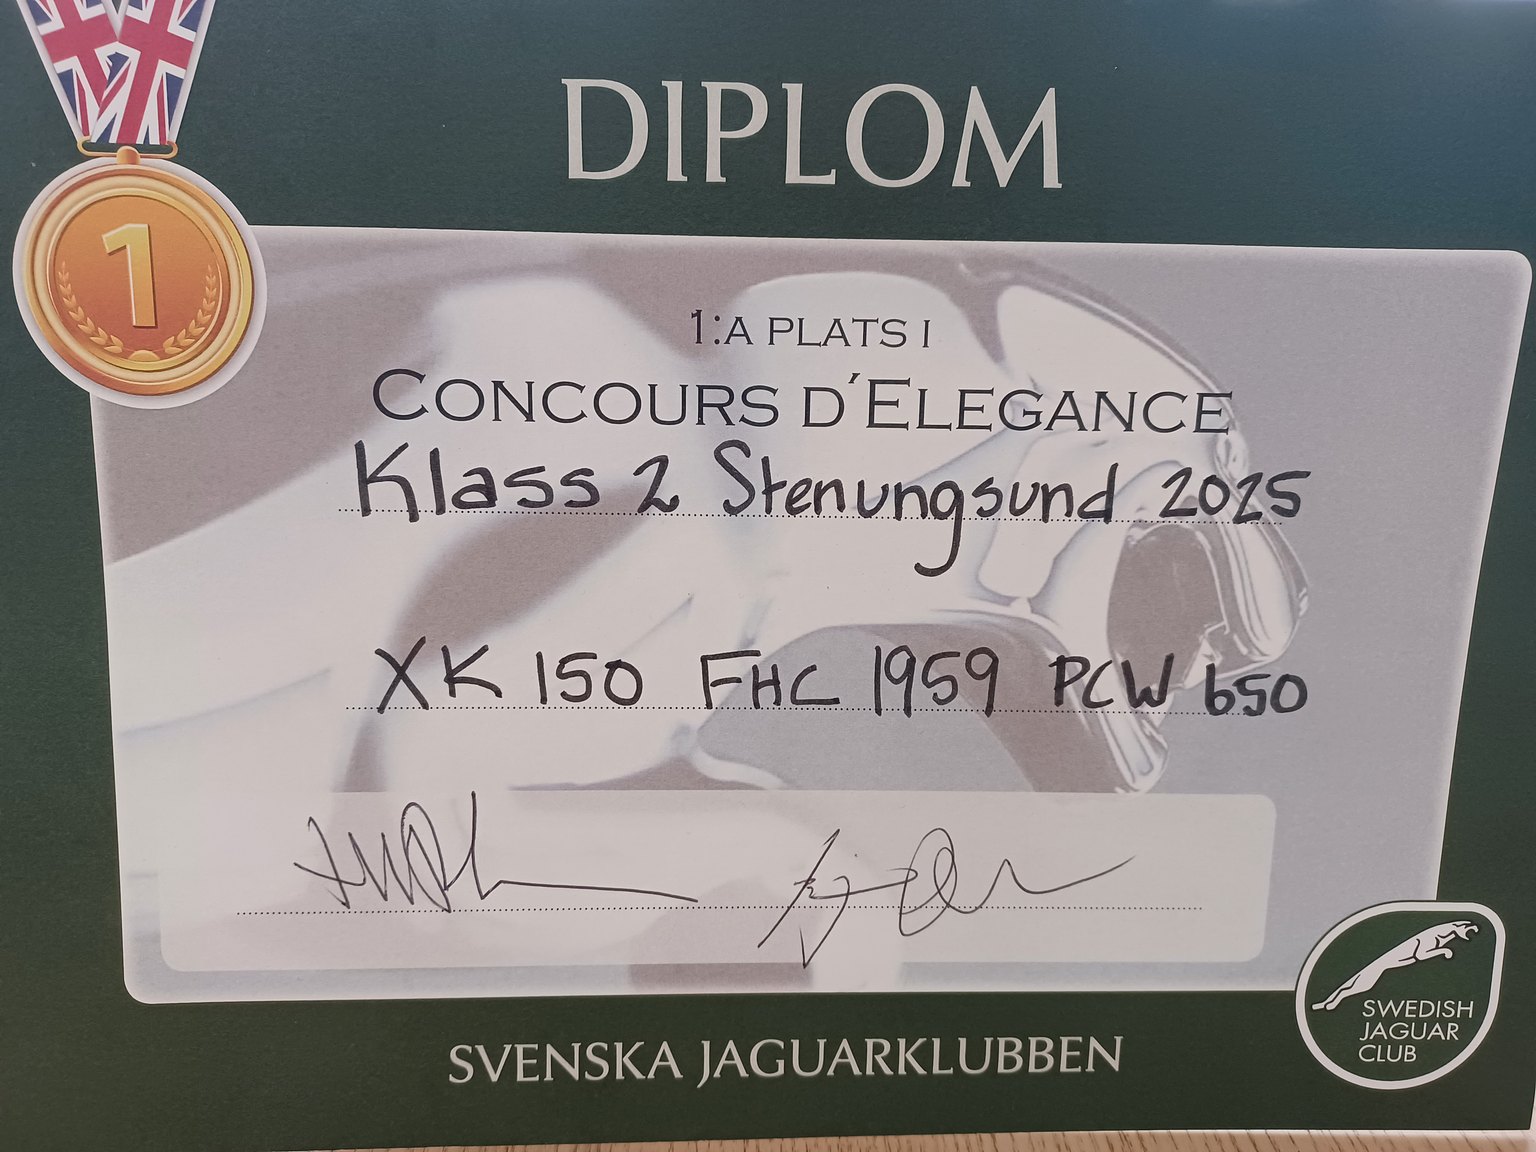 DIPLOM
1
1:A PLATS I
CONCOURS D'ELEGANCE
Klass 2 Stenungsund 2025
XK 150 FHC 1959 PCW 650
SWEDISH
JAGUAR
CLUB
SVENSKA JAGUARKLUBBEN